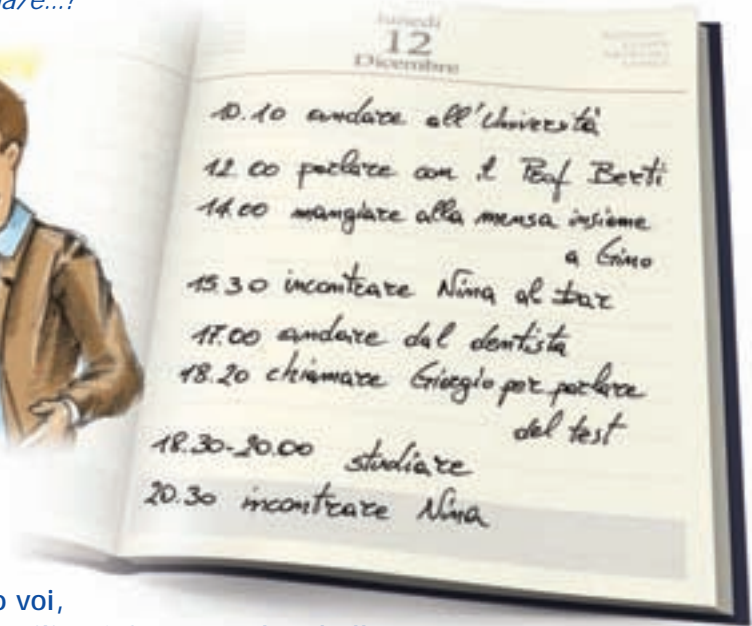 are...?
lunedì
12
Dicembre
10.10 andare all'Università
12.00 parlare con il Prof. Berti
14.00 mangiare alla mensa insieme
a Gino
15.30 incontrare Nina al bar
17.00 andare dal dentista
18.20 chiamare Giorgio per parlare
del test
18.30-20.00 studiare
20.30 incontrare Nina
voi,